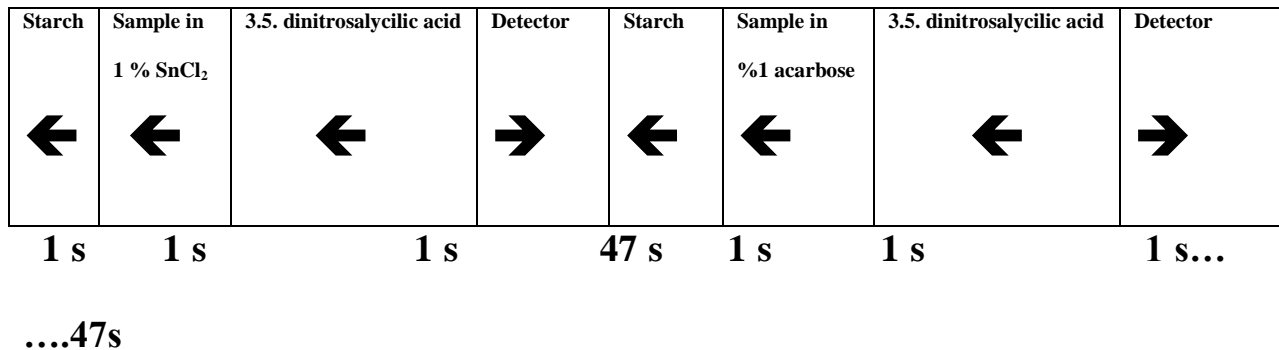 Starch Sample in 3.5. dinitrosalycilic acid Detector Starch Sample in 3.5. dinitrosalycilic acid Detector
1 % SnCl₂ %1 acarbose
1 s 1 s 1 s 47 s 1 s 1 s 1 s…
….47s